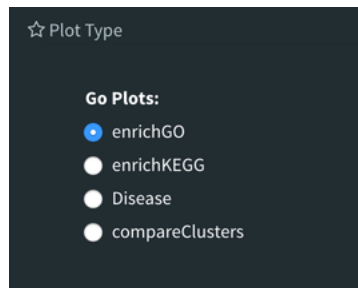 Plot Type
Go Plots:
enrichGO
enrichKEGG
Disease
compareClusters